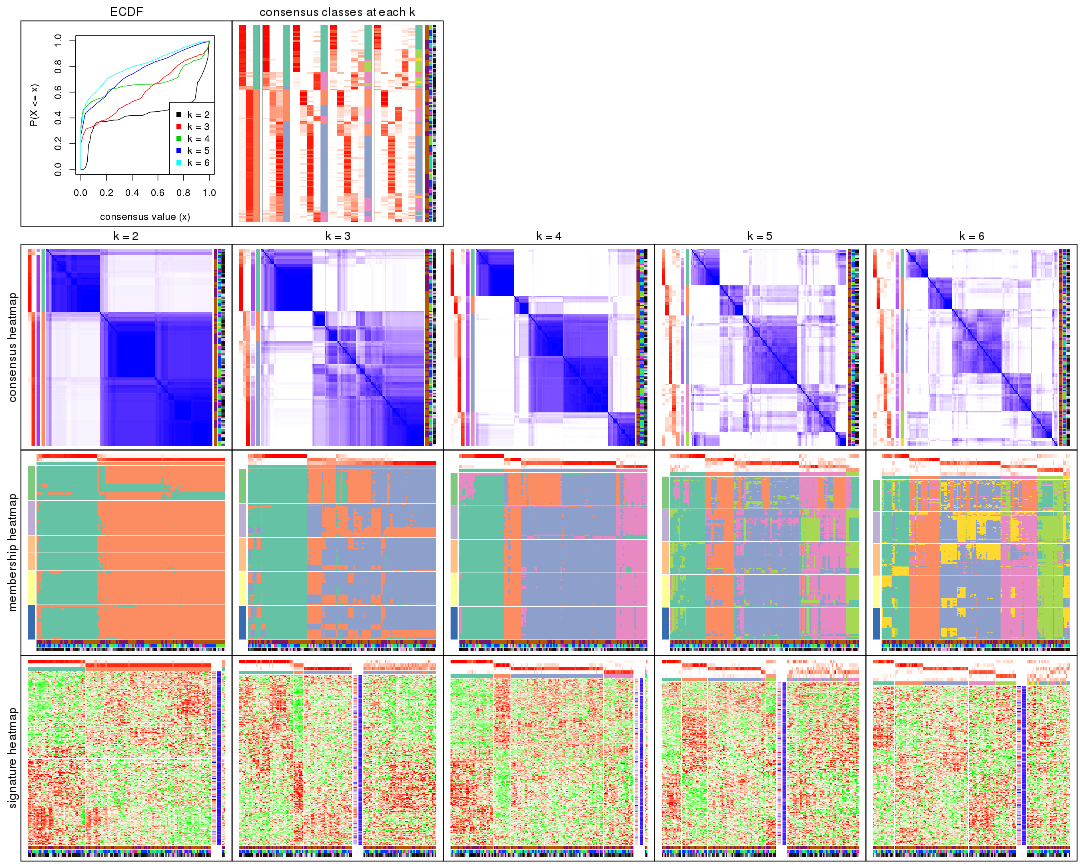 ECDF
consensus classes at each k
P(X <= x)
0.0 0.2 0.4 0.6 0.8 1.0
k = 2
k = 3
k = 4
k = 5
k = 6
0.0 0.2 0.4 0.6 0.8 1.0
consensus value (x)
k = 2 k = 3 k = 4 k = 5 k = 6
consensus heatmap
membership heatmap
signature heatmap